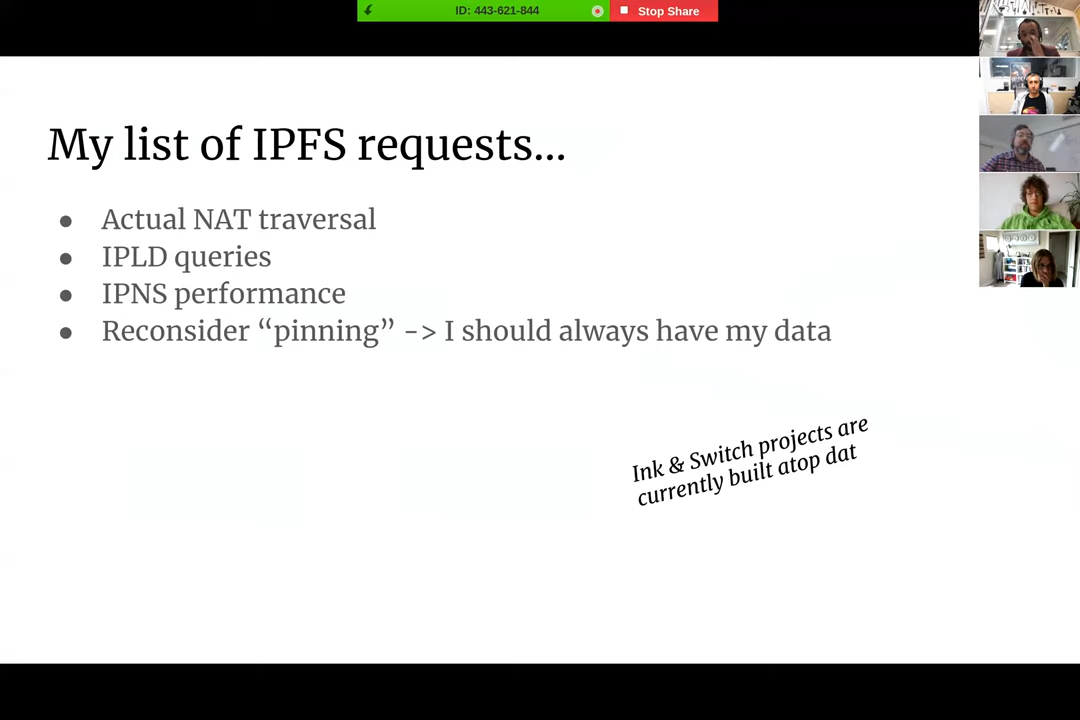 ID: 443-621-844
Stop Share
My list of IPFS requests...
● Actual NAT traversal
● IPLD queries
● IPNS performance
● Reconsider “pinning” -> I should always have my data
Ink & Switch projects are
currently built atop dat